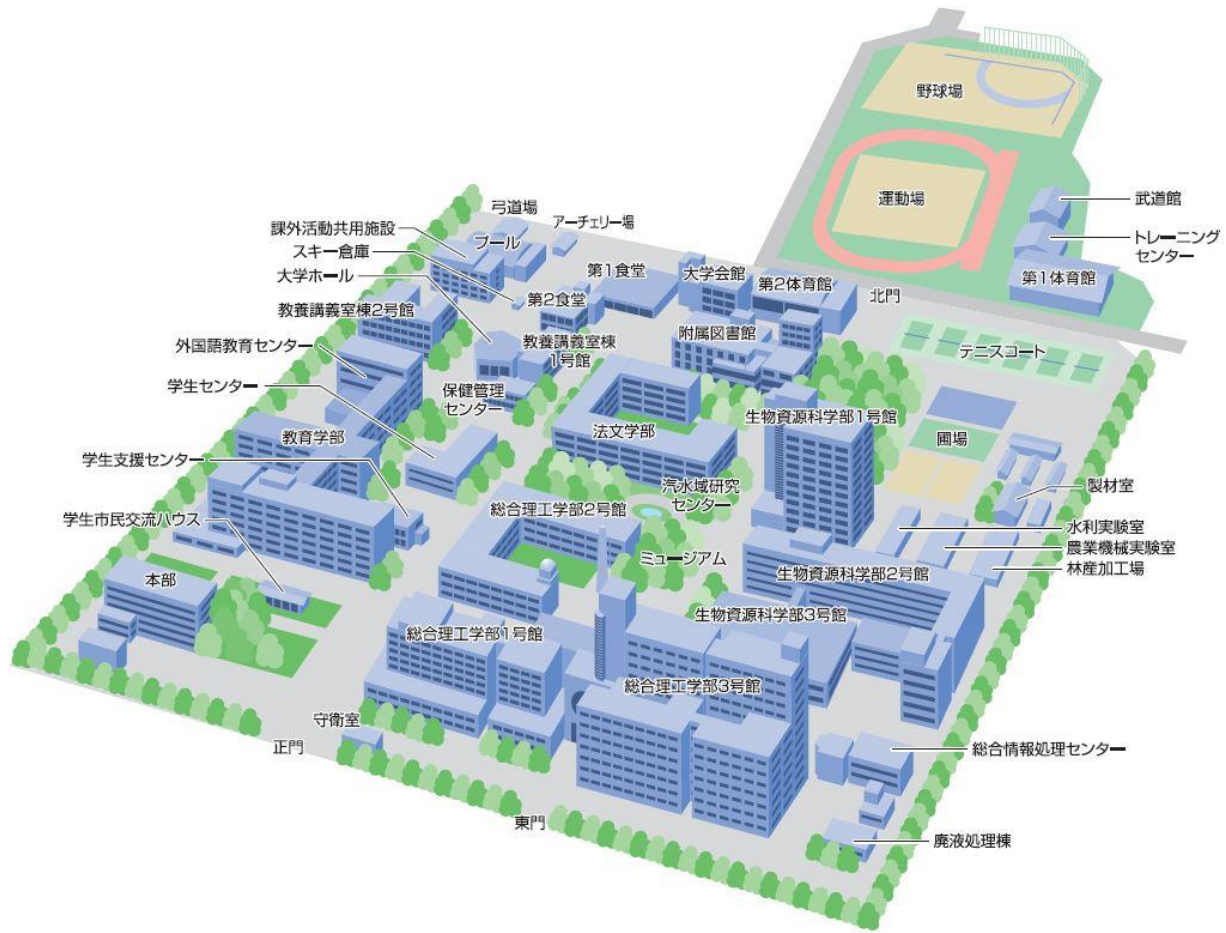 野球場
運動場
武道館
トレーニング
センター
第1体育館
弓道場
アーチェリー場
課外活動共用施設
プール
スキー倉庫
第1食堂
大学会館
第2体育館
北門
大学ホール
第2食堂
教養講義室棟2号館
教養講義室棟
1号館
附属図書館
テニスコート
外国語教育センター
学生センター
保健管理
センター
生物資源科学部1号館
法文学部
圃場
教育学部
学生支援センター
汽水域研究
センター
製材室
総合理工学部2号館
学生市民交流ハウス
水利実験室
農業機械実験室
ミュージアム
林産加工場
生物資源科学部2号館
本部
生物資源科学部3号館
総合理工学部1号館
総合理工学部3号館
守衛室
正門
総合情報処理センター
東門
廃液処理棟